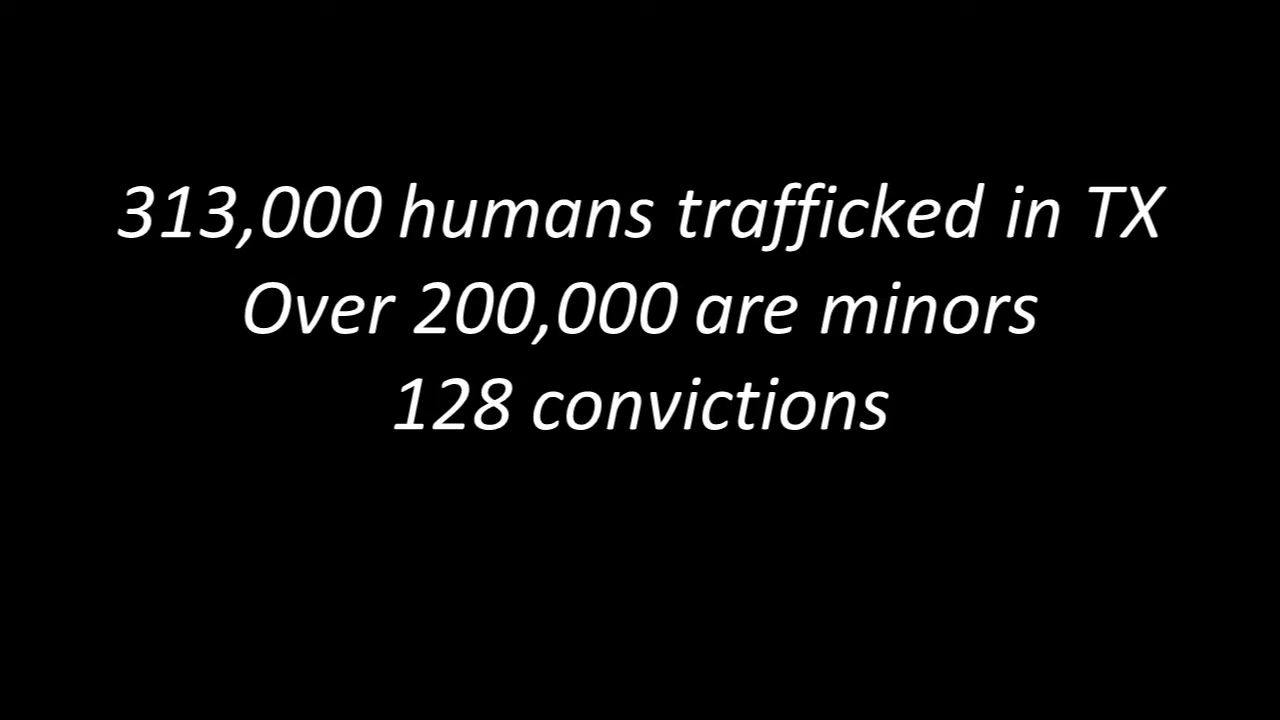 313,000 humans trafficked in TX
Over 200,000 are minors
128 convictions